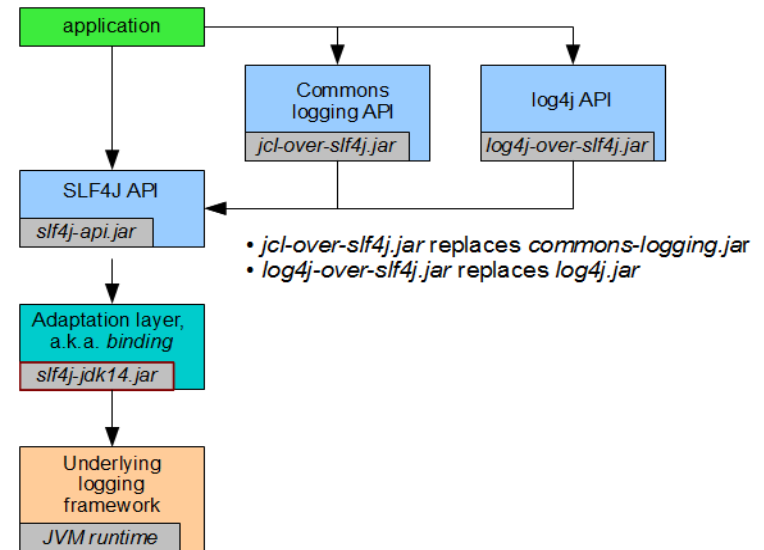 application
Commons
logging API
jcl-over-slf4j.jar
log4j API
log4j-over-slf4j.jar
SLF4J API
slf4j-api.jar
• jcl-over-slf4j.jar replaces commons-logging.jar
• log4j-over-slf4j.jar replaces log4j.jar
Adaptation layer,
a.k.a. binding
slf4j-jdk14.jar
Underlying
logging
framework
JVM runtime